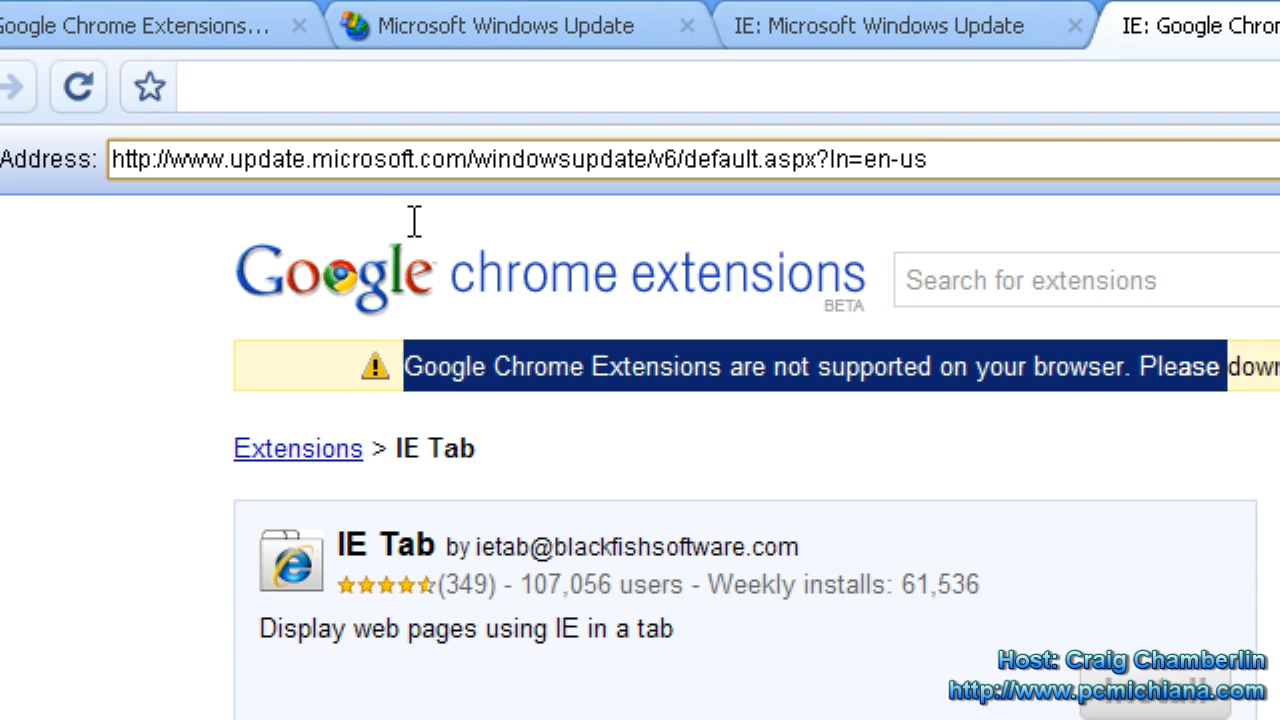 Google Chrome Extensions...
Microsoft Windows Update
IE: Microsoft Windows Update
IE: Google Chro
Address: http://www.update.microsoft.com/windowsupdate/v6/default.aspx?ln=en-us
Google chrome extensions
BETA
Search for extensions
Google Chrome Extensions are not supported on your browser. Please down
Extensions > IE Tab
IE Tab by ietab@blackfishsoftware.com
(349) - 107,056 users - Weekly installs: 61,536
Display web pages using IE in a tab
Host: Craig Chamberlin
http://www.pcmichiana.com